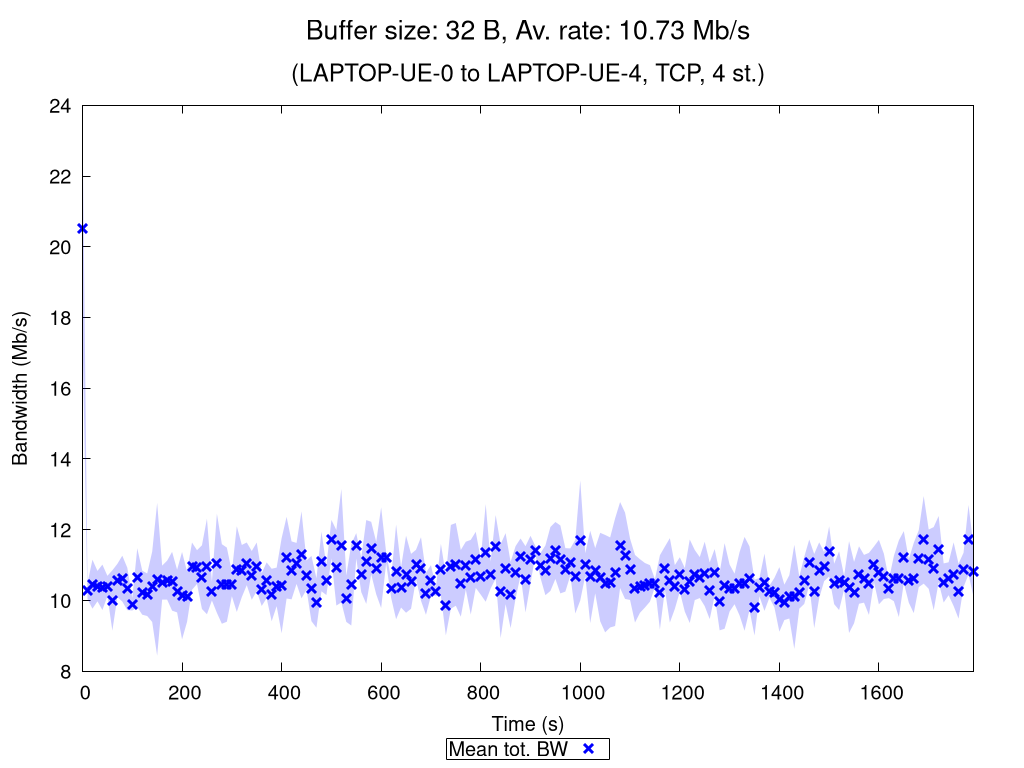 Buffer size: 32 B, Av. rate: 10.73 Mb/s
(LAPTOP-UE-0 to LAPTOP-UE-4, TCP, 4 st.)
24
22
20
18
16
14
12
10
8
Bandwidth (Mb/s)
0 200 400 600 800 1000 1200 1400 1600
Time (s)
Mean tot. BW